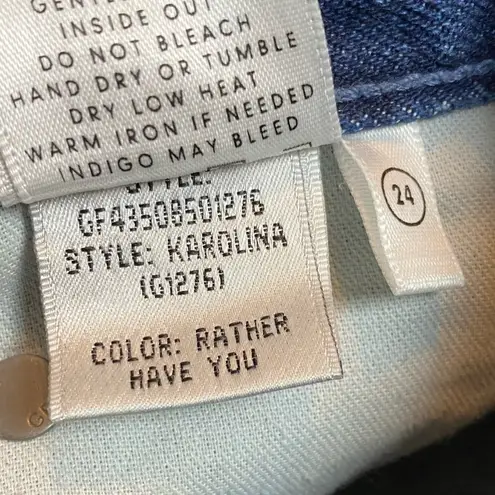 INSIDE OUT
DO NOT BLEACH
HAND DRY OR TUMBLE
DRY LOW HEAT
WARM IRON IF NEEDED
INDIGO MAY BLEED
STYLE:
GF43508501276
STYLE: KAROLINA
(G1276)
COLOR: RATHER
HAVE YOU
24